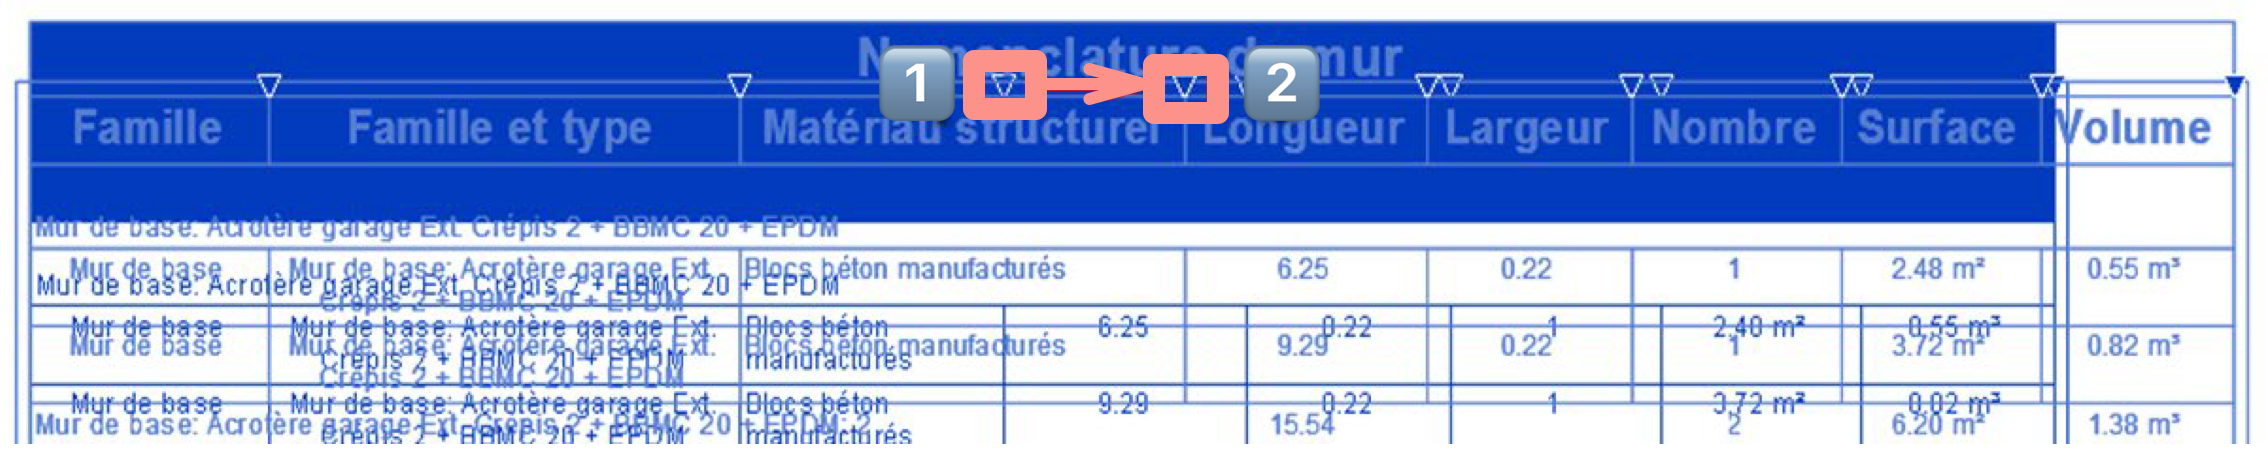 Nomenclature de mur
1 2
Famille Famille et type Matériau structurel Longueur Largeur Nombre Surface Volume
Mur de base: Acrotère garage Ext. Crépis 2 + BBMC 20 + EPDM
Mur de base Mur de base: Acrotère garage Ext. Blocs béton manufacturés 6.25 0.22 1 2.48 m² 0.55 m³
Mur de base: Acrotère garage Ext. Crépis 2 + BBMC 20 + EPDM
Crépis 2 + BBMC 20 + EPDM
Mur de base Mur de base: Acrotère garage Ext. Blocs béton 6.25 0.22 1 2.48 m² 0.55 m³
Mur de base Mur de base: Acrotère garage Ext. Blocs béton manufacturés 9.29 0.22 1 3.72 m² 0.82 m³
Crépis 2 + BBMC 20 + EPDM manufacturés
Crépis 2 + BBMC 20 + EPDM
Mur de base Mur de base: Acrotère garage Ext. Blocs béton 9.29 0.22 1 3.72 m² 0.82 m³
Mur de base: Acrotère garage Ext. Crépis 2 + BBMC 20 + EPDM: 2 15.54 2 6.20 m² 1.38 m³
Crépis 2 + BBMC 20 + EPDM manufacturés